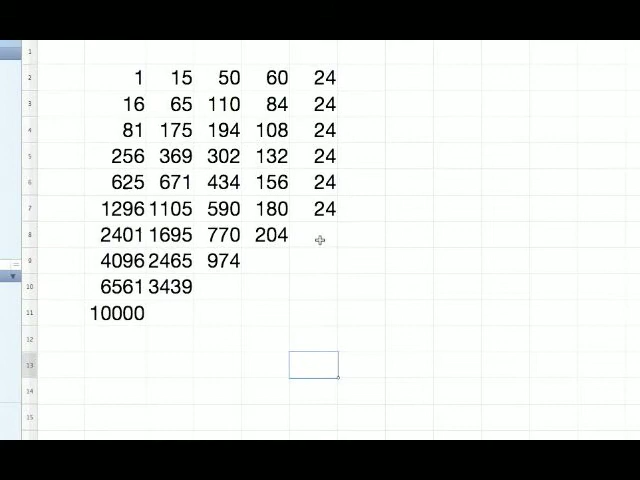 1
2 1 15 50 60 24
3 16 65 110 84 24
4 81 175 194 108 24
5 256 369 302 132 24
6 625 671 434 156 24
7 1296 1105 590 180 24
8 2401 1695 770 204
9 4096 2465 974
10 6561 3439
11 10000
12
13
14
15